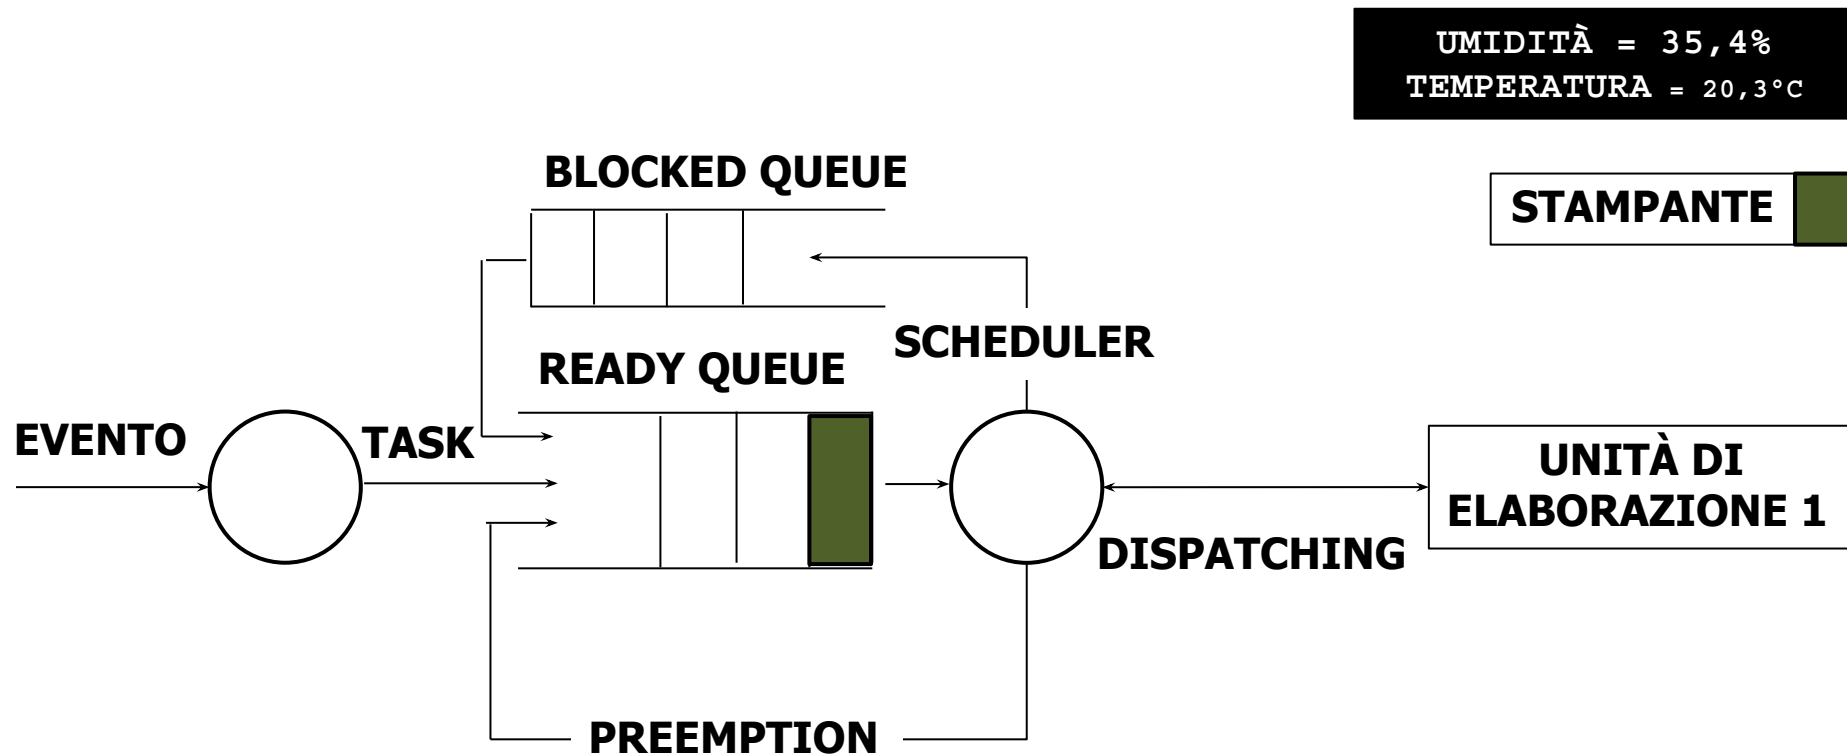 UMIDITÀ = 35,4%
TEMPERATURA = 20,3°C
BLOCKED QUEUE
STAMPANTE
SCHEDULER
READY QUEUE
EVENTO
TASK
UNITÀ DI
ELABORAZIONE 1
DISPATCHING
PREEMPTION